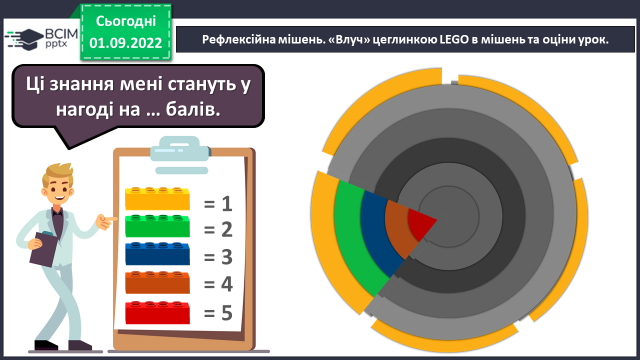 BCIM
pptx
Сьогодні
01.09.2022
Рефлексійна мішень. «Влуч» цеглинкою LEGO в мішень та оціни урок.
Ці знання мені стануть у
нагоді на … балів.
= 1
= 2
= 3
= 4
= 5